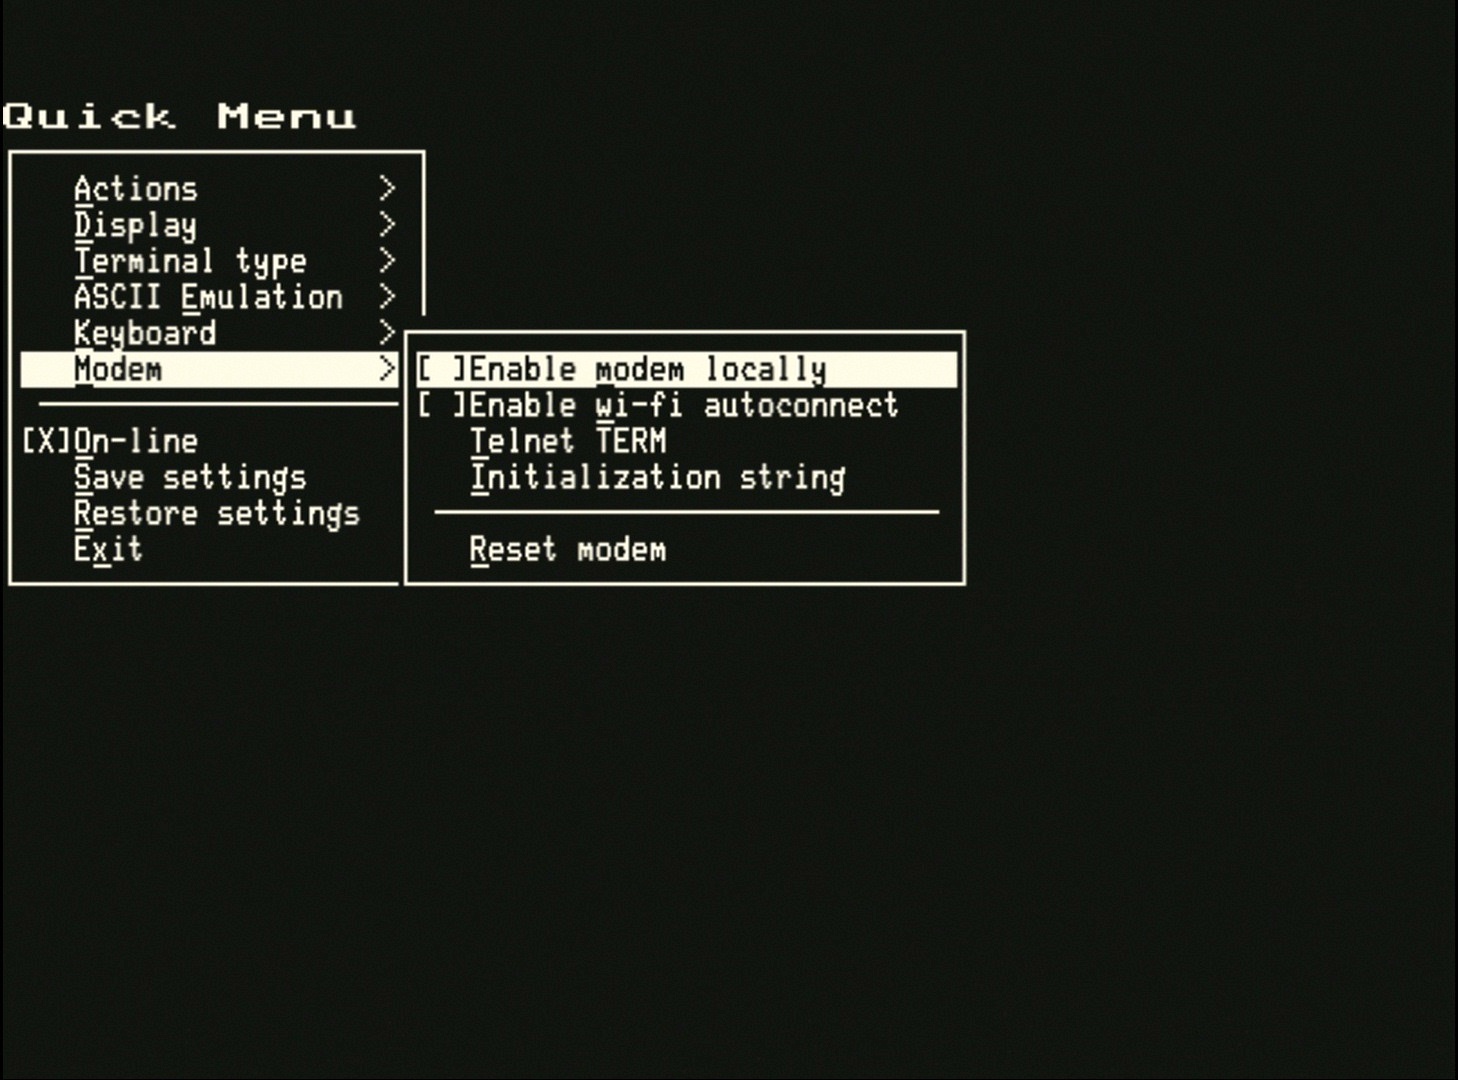 Quick Menu
Actions >
Display >
Terminal type >
ASCII Emulation >
Keyboard >
Modem >
[X]On-line
Save settings
Restore settings
Exit
[ ]Enable modem locally
[ ]Enable wi-fi autoconnect
Telnet TERM
Initialization string
Reset modem